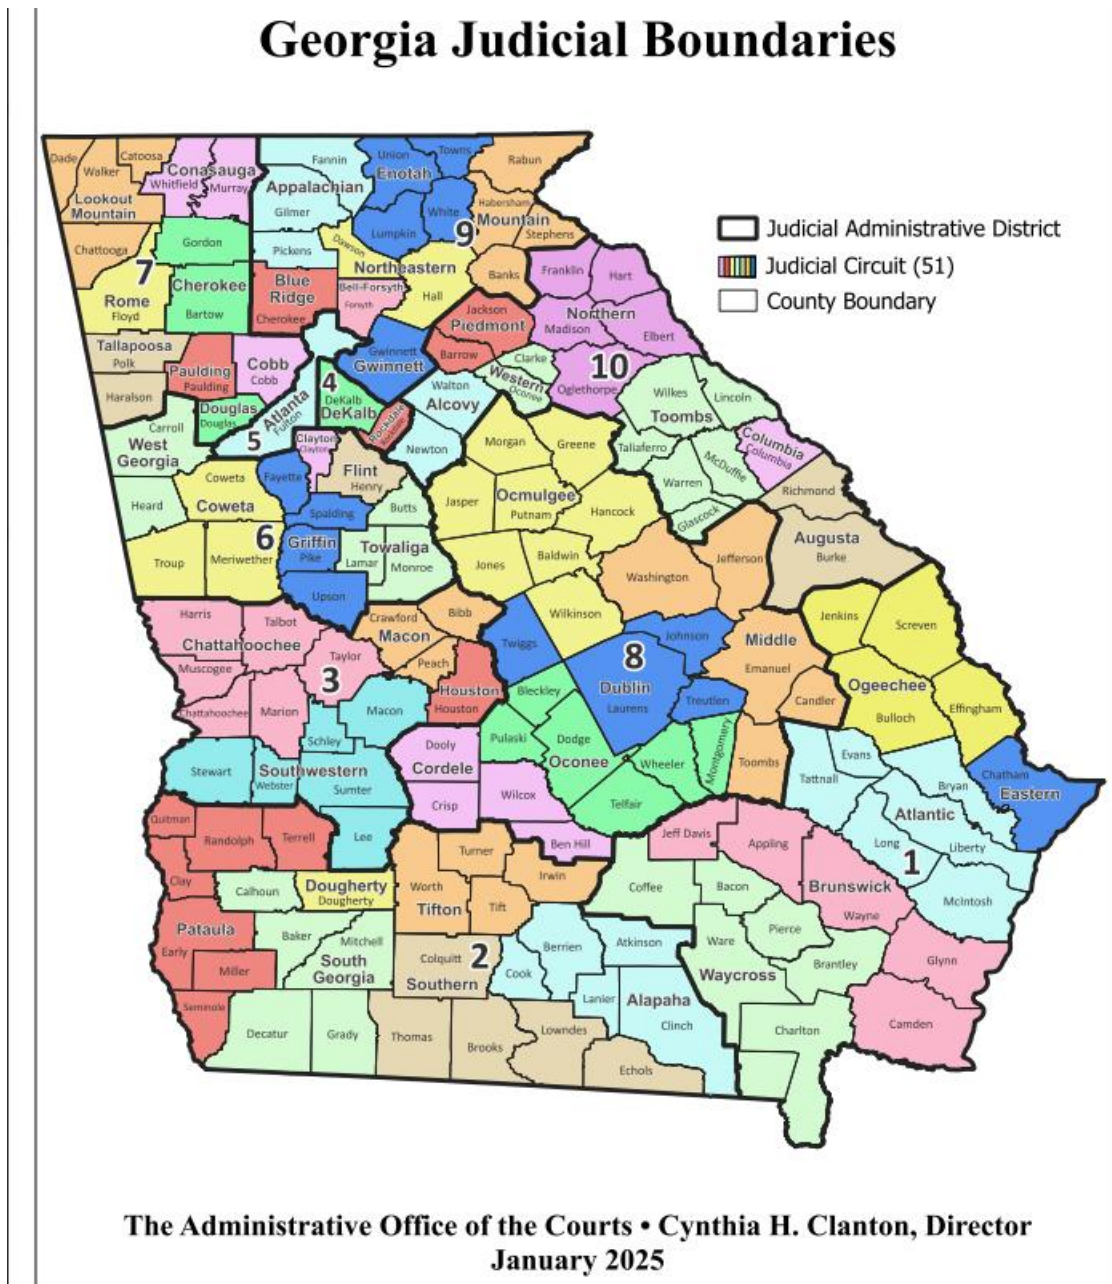 Georgia Judicial Boundaries
Judicial Administrative District
Judicial Circuit (51)
County Boundary
Dade
Walker
Catoosa
Lookout
Mountain
Chattooga
Conasauga
Whitfield
Murray
Fannin
Appalachian
Gilmer
Pickens
Union
Towns
Enotah
White
Lumpkin
Rabun
Habersham
Mountain
Stephens
Banks
9
Dawson
Northeastern
Hall
Gordon
Cherokee
Bartow
7
Rome
Floyd
Blue
Ridge
Cherokee
Bell-Forsyth
Forsyth
Franklin
Hart
Northern
Madison
Elbert
10
Oglethorpe
Jackson
Piedmont
Barrow
Tallapoosa
Polk
Haralson
Paulding
Paulding
Cobb
Cobb
Gwinnett
Gwinnett
4
DeKalb
DeKalb
Douglas
Douglas
Atlanta
Fulton
5
Rockdale
Rockdale
Walton
Alcovy
Newton
Clarke
Western
Oconee
Wilkes
Lincoln
Toombs
Taliaferro
McDuffie
Warren
Glascock
Columbia
Columbia
Carroll
West
Georgia
Heard
Coweta
Coweta
Troup
Meriwether
6
Clayton
Clayton
Flint
Henry
Fayette
Spalding
Griffin
Pike
Upson
Butts
Towaliga
Lamar
Monroe
Morgan
Greene
Jasper
Ocmulgee
Putnam
Hancock
Jones
Baldwin
Wilkinson
Richmond
Augusta
Burke
Washington
Jefferson
Middle
Emanuel
Candler
Toombs
Jenkins
Screven
Ogeechee
Bulloch
Effingham
Harris
Talbot
Chattahoochee
Muscogee
Taylor
3
Chattahoochee
Marion
Crawford
Bibb
Macon
Peach
Houston
Houston
Twiggs
Johnson
8
Dublin
Laurens
Treutlen
Bleckley
Pulaski
Dodge
Oconee
Wheeler
Montgomery
Telfair
Macon
Schley
Stewart
Southwestern
Webster
Sumter
Lee
Dooly
Cordele
Crisp
Wilcox
Ben Hill
Evans
Tattnall
Bryan
Atlantic
Long
Liberty
1
McIntosh
Chatham
Eastern
Quitman
Randolph
Terrell
Clay
Pataula
Early
Miller
Seminole
Calhoun
Dougherty
Dougherty
Baker
Mitchell
South
Georgia
Decatur
Grady
Turner
Worth
Irwin
Tifton
Tift
2
Colquitt
Southern
Thomas
Brooks
Lowndes
Echols
Berrien
Cook
Atkinson
Lanier
Alapaha
Clinch
Jeff Davis
Appling
Brunswick
Wayne
Glynn
Camden
Coffee
Bacon
Pierce
Ware
Waycross
Brantley
Charlton
The Administrative Office of the Courts • Cynthia H. Clanton, Director
January 2025